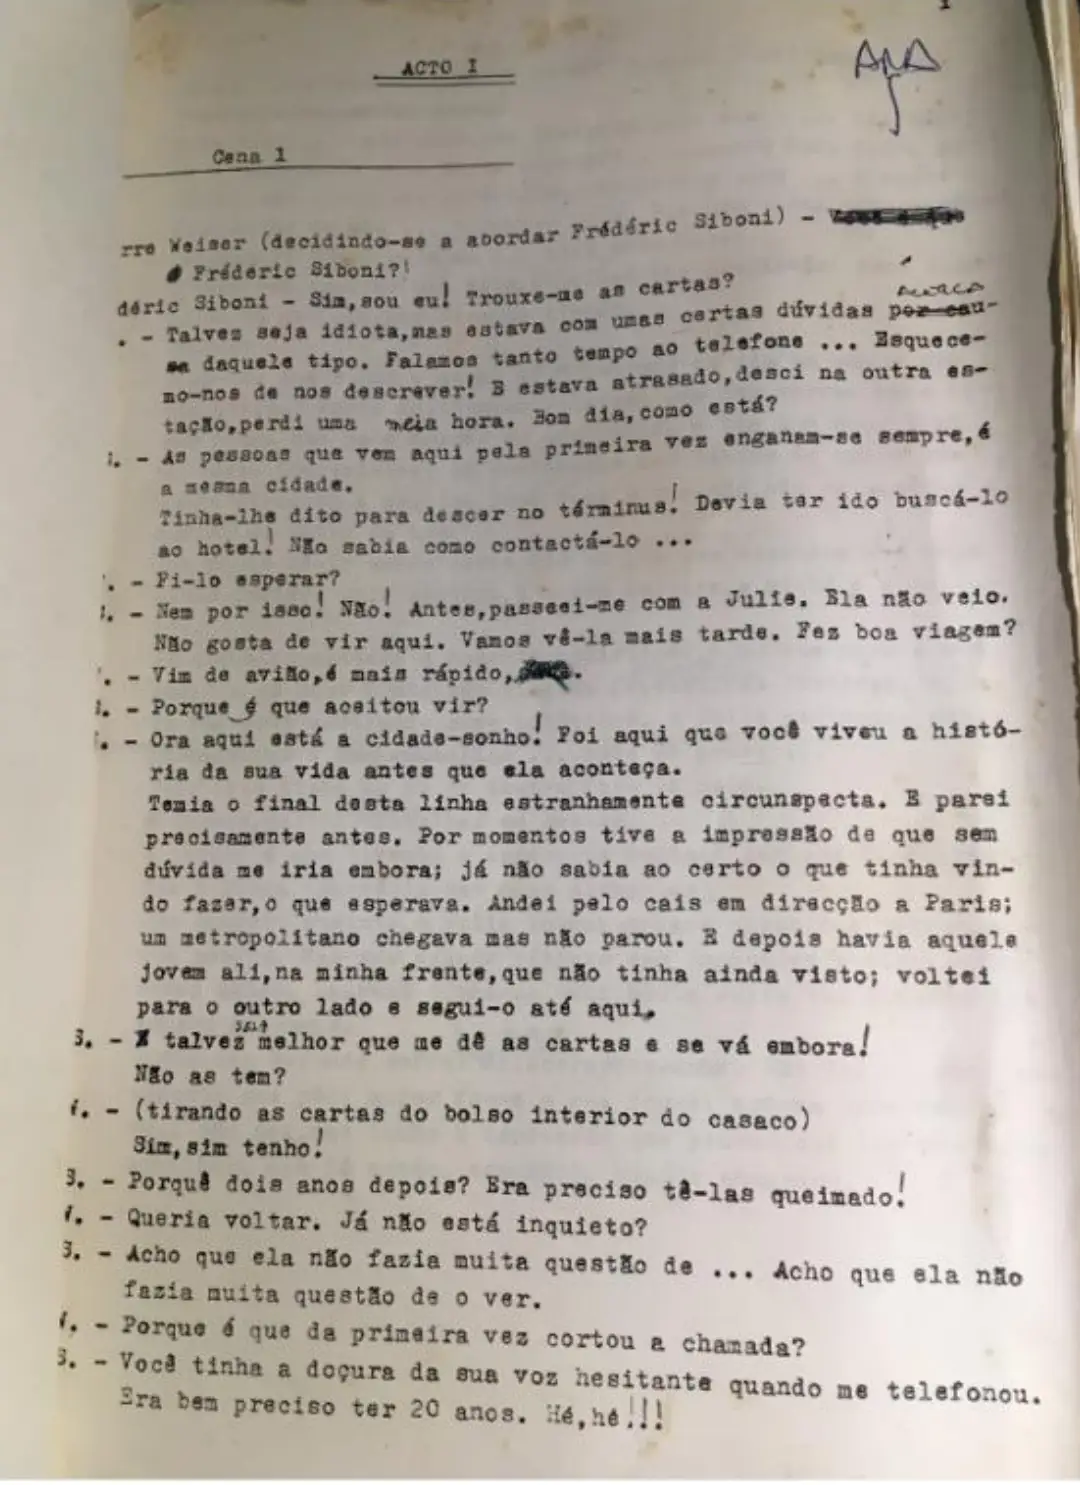 1
ACTO I
Cena 1
rre Weiser (decidindo-se a abordar Frédéric Siboni) -
Fréderic Siboni?!
déric Siboni - Sim,sou eu! Trouxe-me as cartas?
acerca
. - Talvez seja idiota,mas estava com umas certas dúvidas por cau-
sa daquele tipo. Falamos tanto tempo ao telefone ... Esquece-
mo-nos de nos descrever! E estava atrasado,desci na outra es-
tação,perdi uma meia hora. Bom dia,como está?
. - As pessoas que vem aqui pela primeira vez enganam-se sempre,é
a mesma cidade.
Tinha-lhe dito para descer no términus! Devia ter ido buscá-lo
ao hotel! Não sabia como contactá-lo ...
. - Fi-lo esperar?
. - Nem por isso! Não! Antes,passeei-me com a Julie. Ela não veio.
Não gosta de vir aqui. Vamos vê-la mais tarde. Fez boa viagem?
. - Vim de avião,é mais rápido,
. - Porque é que aceitou vir?
. - Ora aqui está a cidade-sonho! Foi aqui que você viveu a histó-
ria da sua vida antes que ela aconteça.
Temia o final desta linha estranhamente circunspecta. E parei
precisamente antes. Por momentos tive a impressão de que sem
dúvida me iria embora; já não sabia ao certo o que tinha vin-
do fazer,o que esperava. Andei pelo cais em direcção a Paris;
um metropolitano chegava mas não parou. E depois havia aquele
jovem ali,na minha frente,que não tinha ainda visto; voltei
para o outro lado e segui-o até aqui.
S. - talvez seja melhor que me dê as cartas e se vá embora!
Não as tem?
. - (tirando as cartas do bolso interior do casaco)
Sim,sim tenho!
S. - Porquê dois anos depois? Era preciso tê-las queimado!
. - Queria voltar. Já não está inquieto?
S. - Acho que ela não fazia muita questão de ... Acho que ela não
fazia muita questão de o ver.
. - Porque é que da primeira vez cortou a chamada?
S. - Você tinha a doçura da sua voz hesitante quando me telefonou.
Era bem preciso ter 20 anos. Hé,hé!!!